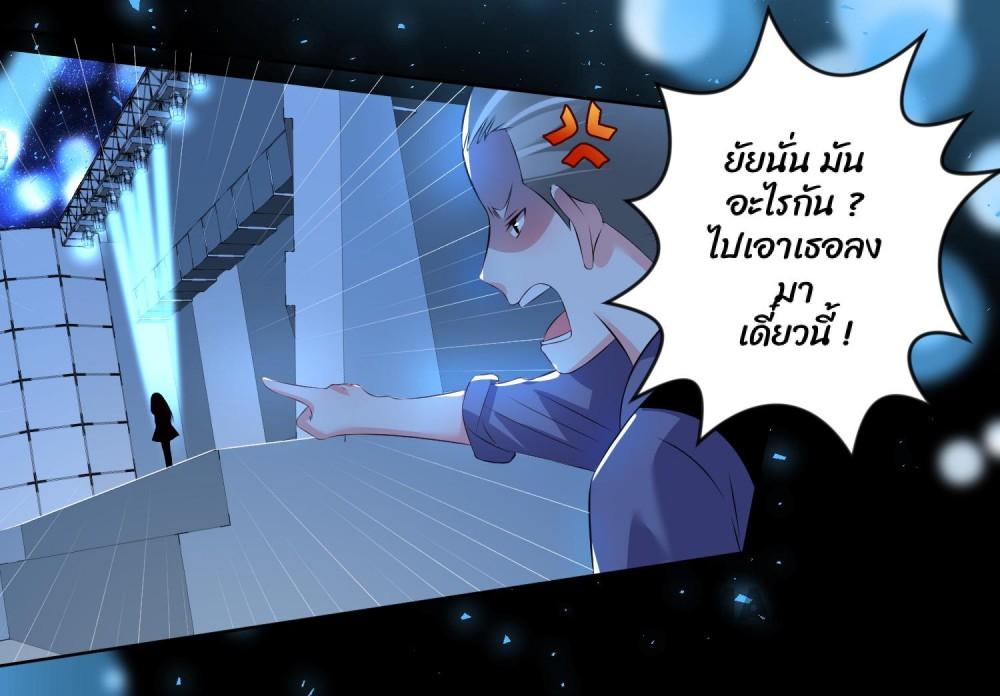 ยัยนั่น มัน
อะไรกัน ?
ไปเอาเธอลง
มา
เดี๋ยวนี้ !